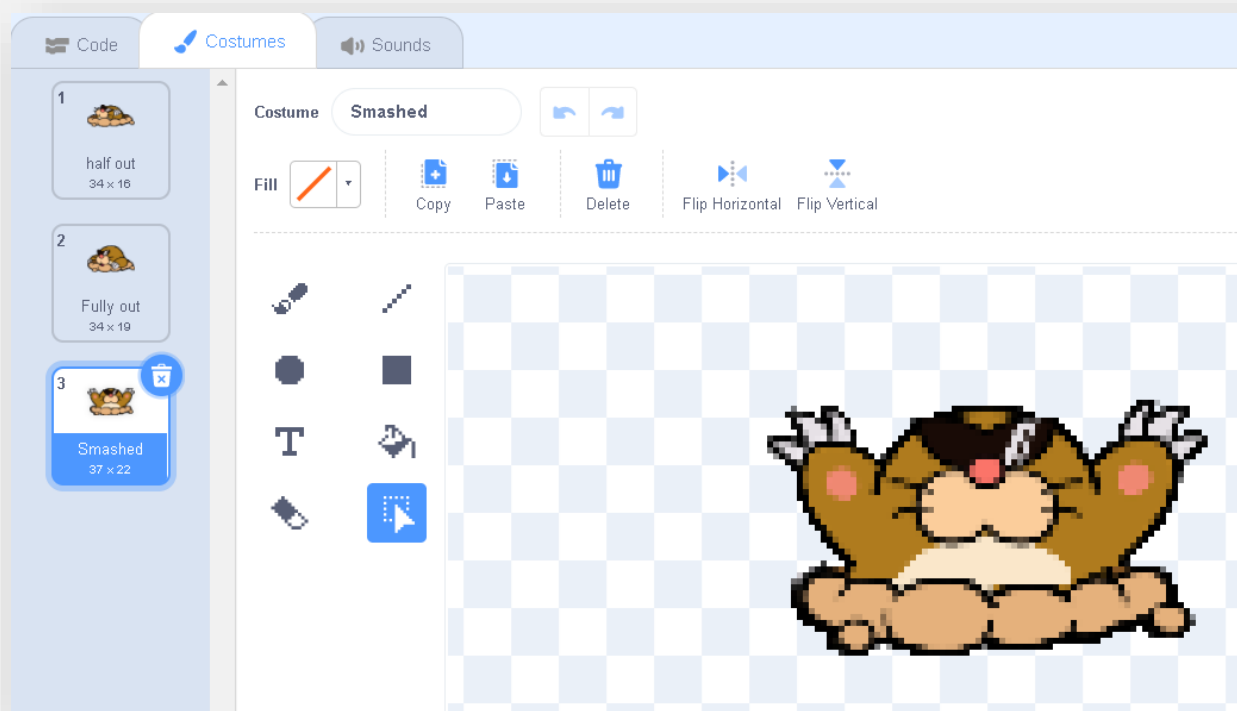 Code
Costumes
Sounds
1
half out
34 × 16
2
Fully out
34 × 19
3
Smashed
37 × 22
Costume
Smashed
Fill
Copy
Paste
Delete
Flip Horizontal
Flip Vertical
T